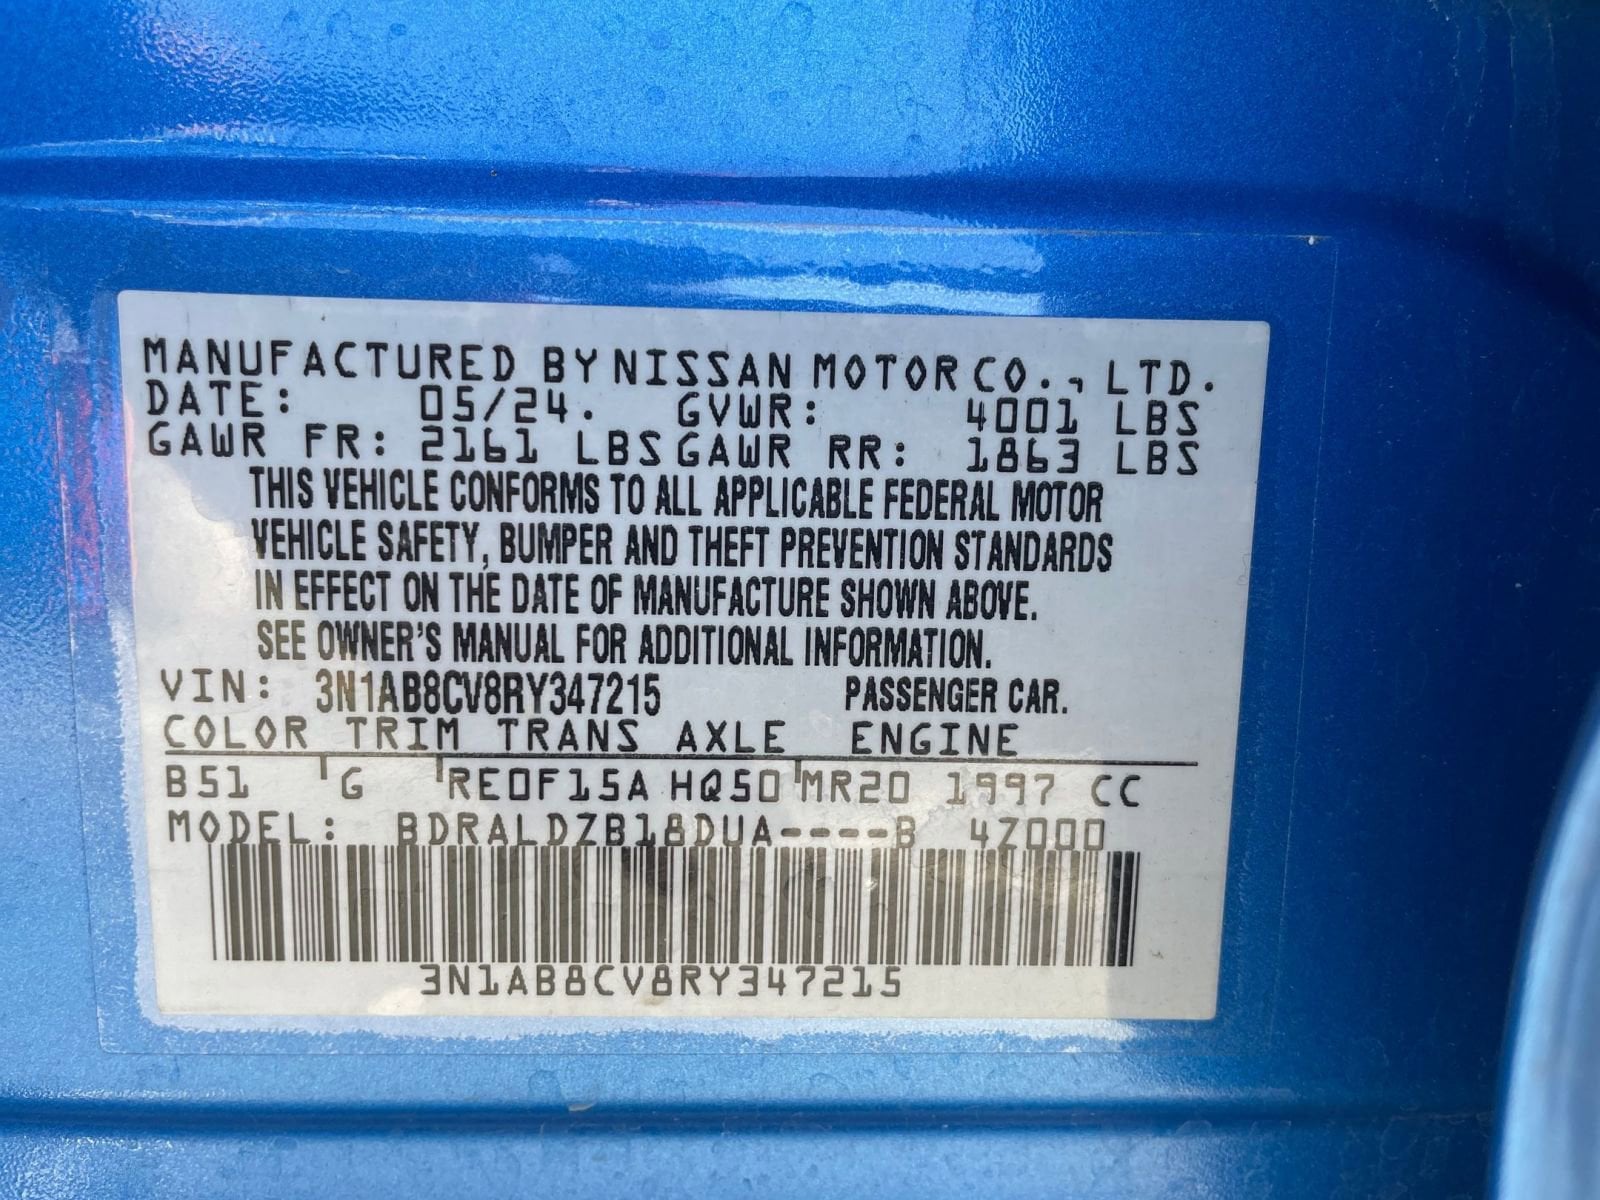 MANUFACTURED BY NISSAN MOTOR CO., LTD.
DATE: 05/24. GVWR: 4001 LBS
GAWR FR: 2161 LBS GAWR RR: 1863 LBS
THIS VEHICLE CONFORMS TO ALL APPLICABLE FEDERAL MOTOR
VEHICLE SAFETY, BUMPER AND THEFT PREVENTION STANDARDS
IN EFFECT ON THE DATE OF MANUFACTURE SHOWN ABOVE.
SEE OWNER'S MANUAL FOR ADDITIONAL INFORMATION.
VIN: 3N1AB8CV8RY347215 PASSENGER CAR.
COLOR TRIM TRANS AXLE ENGINE
B51 G RE0F15A HQ50 MR20 1997 CC
MODEL: BDRALDZB18DUA----B 4Z000
3N1AB8CV8RY347215